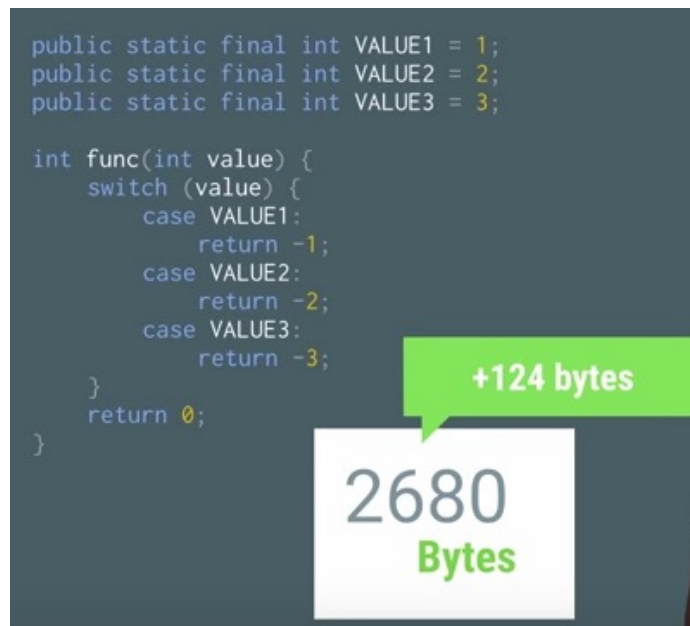 public static final int VALUE1 = 1;
public static final int VALUE2 = 2;
public static final int VALUE3 = 3;
int func(int value) {
switch (value) {
case VALUE1:
return -1;
case VALUE2:
return -2;
case VALUE3:
return -3;
}
return 0;
}
+124 bytes
2680
Bytes